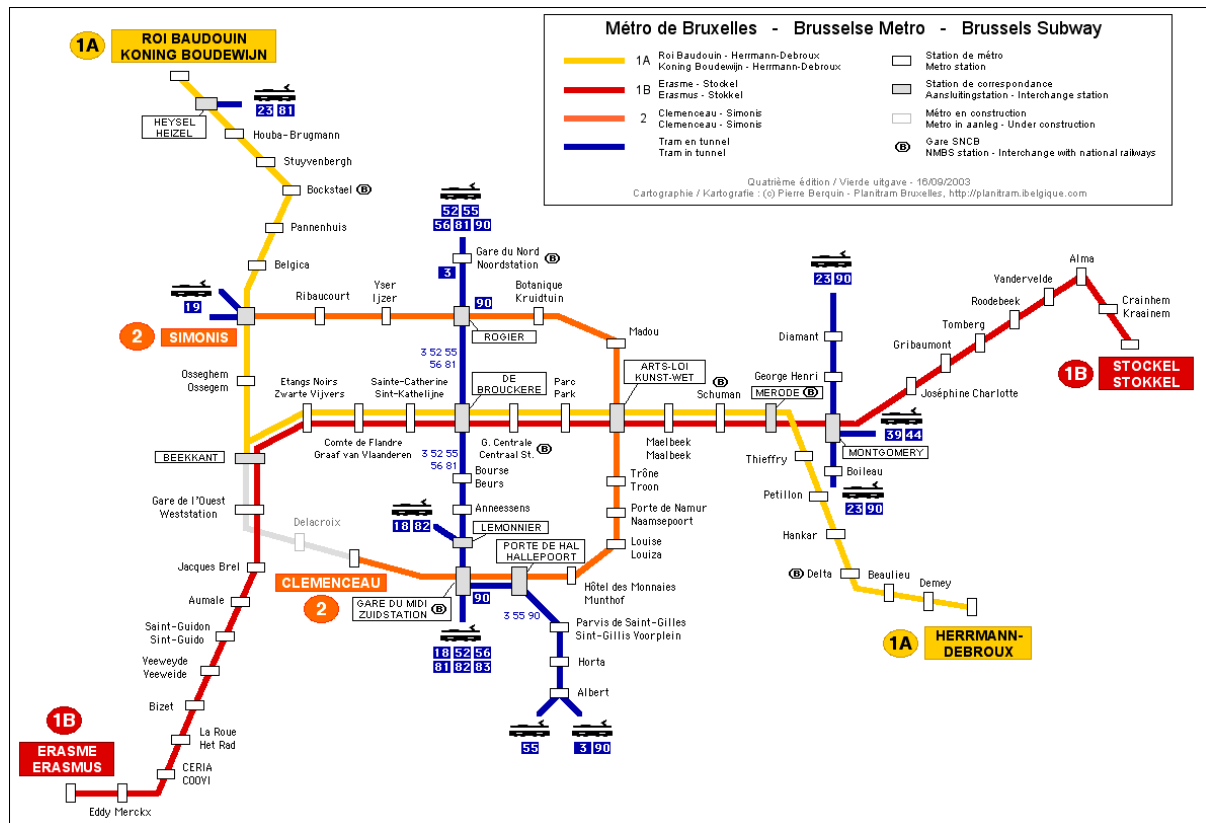 1A
ROI BAUDOUIN
KONING BOUDEWIJN
Métro de Bruxelles - Brusselse Metro - Brussels Subway
1A
Roi Baudouin - Herrmann-Debroux
Koning Boudewijn - Herrmann-Debroux
1B
Erasme - Stokkel
Erasmus - Stokkel
2
Clemenceau - Simonis
Clemenceau - Simonis
Tram en tunnel
Tram in tunnel
Station de métro
Metro station
Station de correspondance
Aansluitingstation - Interchange station
Métro en construction
Metro in aanleg - Under construction
B
Gare SNCB
NMBS station - Interchange with national railways
Quatrième édition / Vierde uitgave - 16/09/2003
Cartographie / Kartografie : (c) Pierre Berquin - Planitram Bruxelles, http://planitram.ibelgique.com
23 81
HEYSEL
HEIZEL
Houba-Brugmann
Stuyvenbergh
Bockstael B
Pannenhuis
Belgica
19
2
SIMONIS
Ribaucourt
Yser
Ijzer
52 55
56 81 90
Gare du Nord
Noordstation B
3
90
ROGIER
Botanique
Kruidtuin
Madou
3 52 55
56 81
Osseghem
Ossegem
Etangs Noirs
Zwarte Vijvers
Sainte-Catherine
Sint-Kathelijne
DE
BROUCKERE
Parc
Park
ARTS-LOI
KUNST-WET
B
Schuman
MERODE B
23 90
Diamant
George Henri
Alma
Vandervelde
Roodebeek
Tomberg
Gribaumont
Joséphine Charlotte
Crainhem
Kraainem
1B
STOCKEL
STOKKEL
39 44
MONTGOMERY
Boileau
23 90
BEEKKANT
Comte de Flandre
Graaf van Vlaanderen
3 52 55
56 81
G. Centrale
Centraal St. B
Maelbeek
Maelbeek
Thieffry
Petillon
Hankar
B Delta
Beaulieu
Demey
1A
HERRMANN-
DEBROUX
Bourse
Beurs
Anneessens
18 82
LEMONNIER
Trône
Troon
Porte de Namur
Naamsepoort
Louise
Louiza
PORTE DE HAL
HALLEPOORT
Hôtel des Monnaies
Munthof
Gare de l'Ouest
Weststation
Delacroix
CLEMENCEAU
2
GARE DU MIDI
ZUIDSTATION B
90
3 55 90
18 52 56
81 82 83
Parvis de Saint-Gilles
Sint-Gillis Voorplein
Horta
Albert
55
3 90
Jacques Brel
Aumale
Saint-Guidon
Sint-Guido
Veeweyde
Veeweide
Bizet
La Roue
Het Rad
CERIA
COOVI
Eddy Merckx
1B
ERASME
ERASMUS